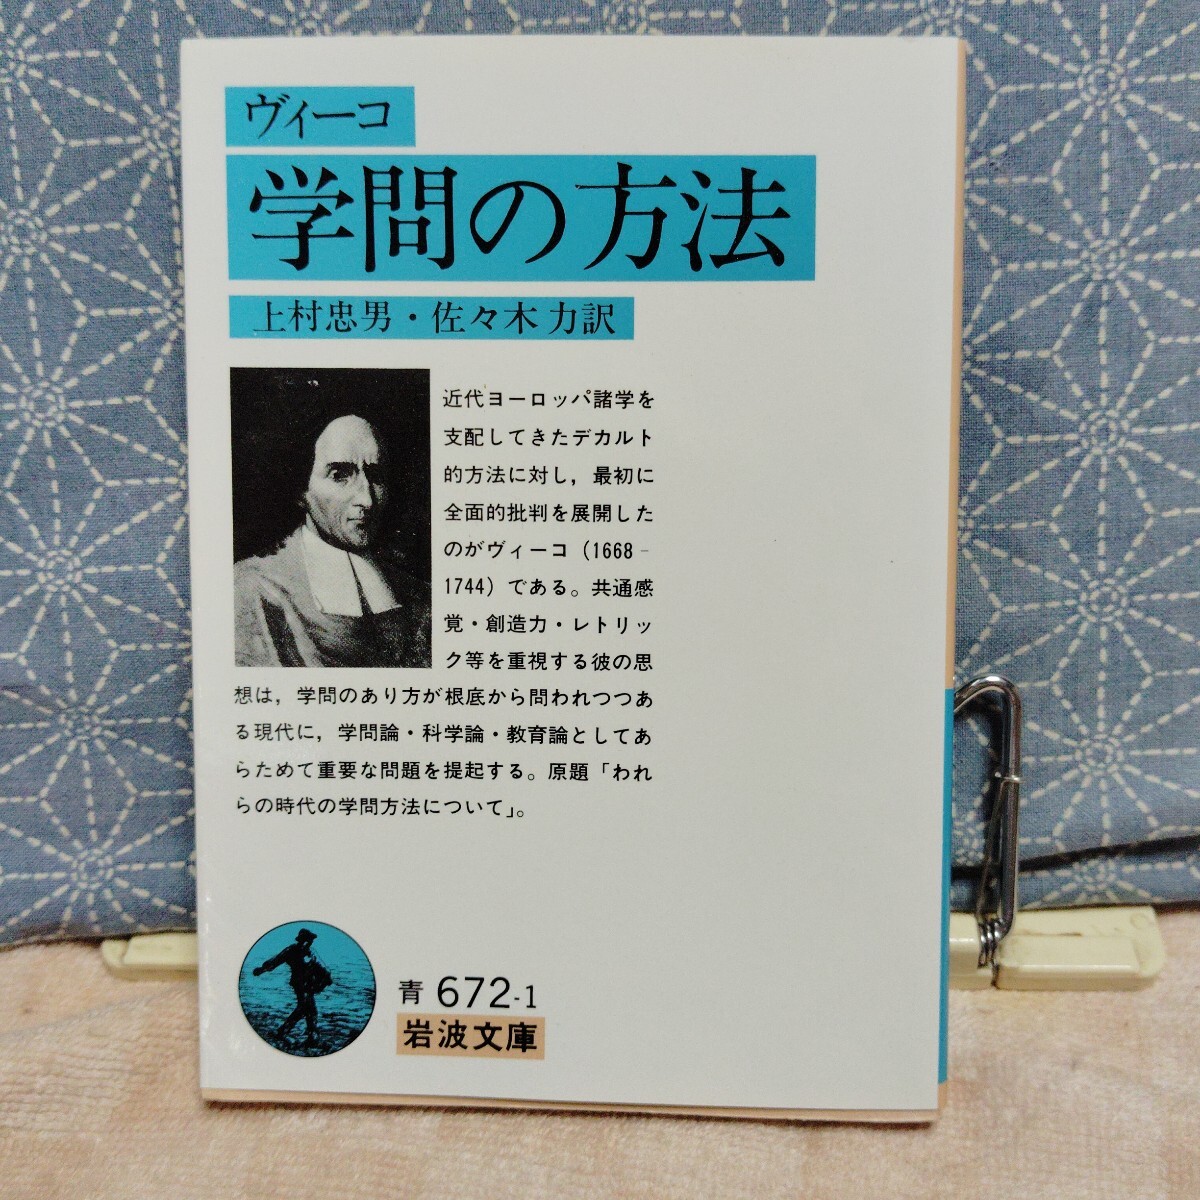 ヴィーコ
学問の方法
上村忠男・佐々木力訳
近代ヨーロッパ諸学を
支配してきたデカルト
的方法に対し，最初に
全面的批判を展開した
のがヴィーコ（1668‐
1744）である。共通感
覚・創造力・レトリッ
ク等を重視する彼の思
想は，学問のあり方が根底から問われつつあ
る現代に，学問論・科学論・教育論としてあ
らためて重要な問題を提起する。原題「われ
らの時代の学問方法について」。
青 672-1
岩波文庫